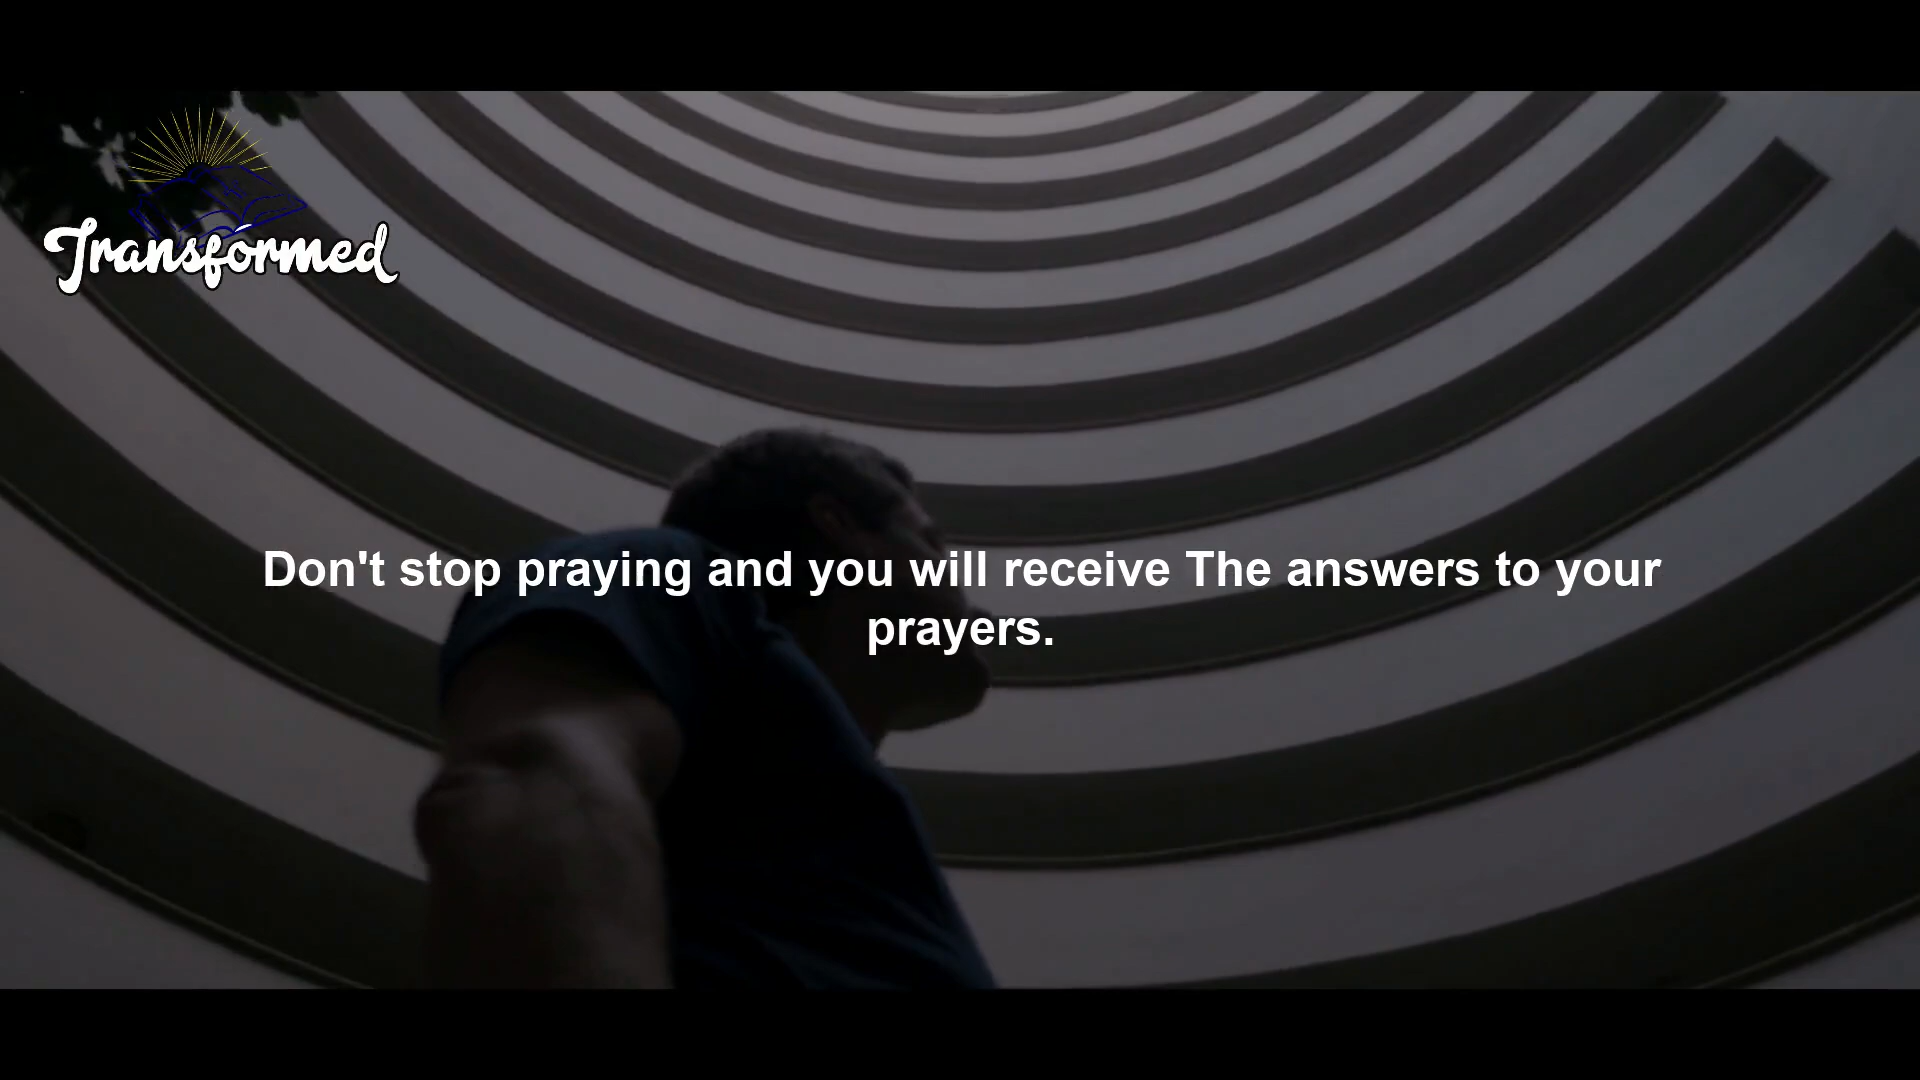 Transformed
Don't stop praying and you will receive The answers to your
prayers.